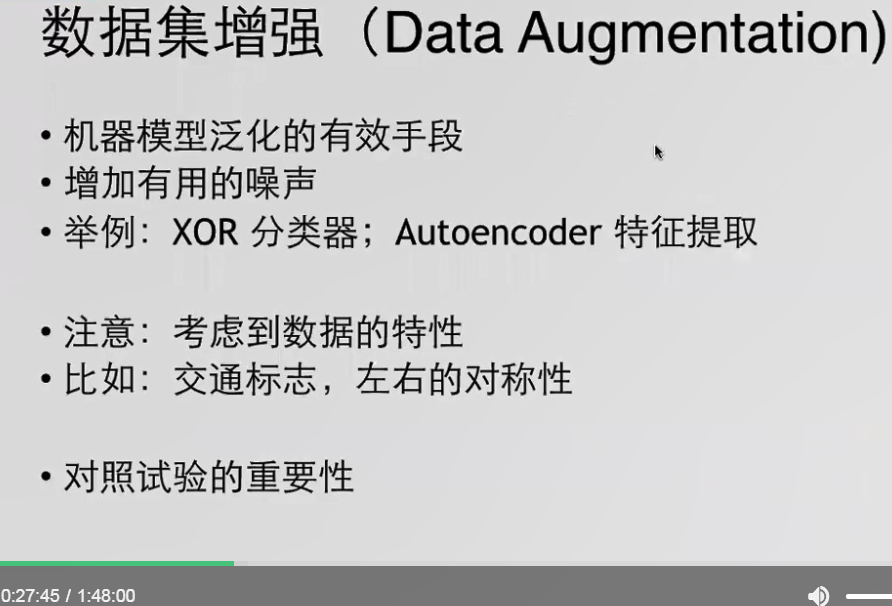 数据集增强（Data Augmentation)
• 机器模型泛化的有效手段
• 增加有用的噪声
• 举例：XOR 分类器；Autoencoder 特征提取
• 注意：考虑到数据的特性
• 比如：交通标志，左右的对称性
• 对照试验的重要性
0:27:45 / 1:48:00